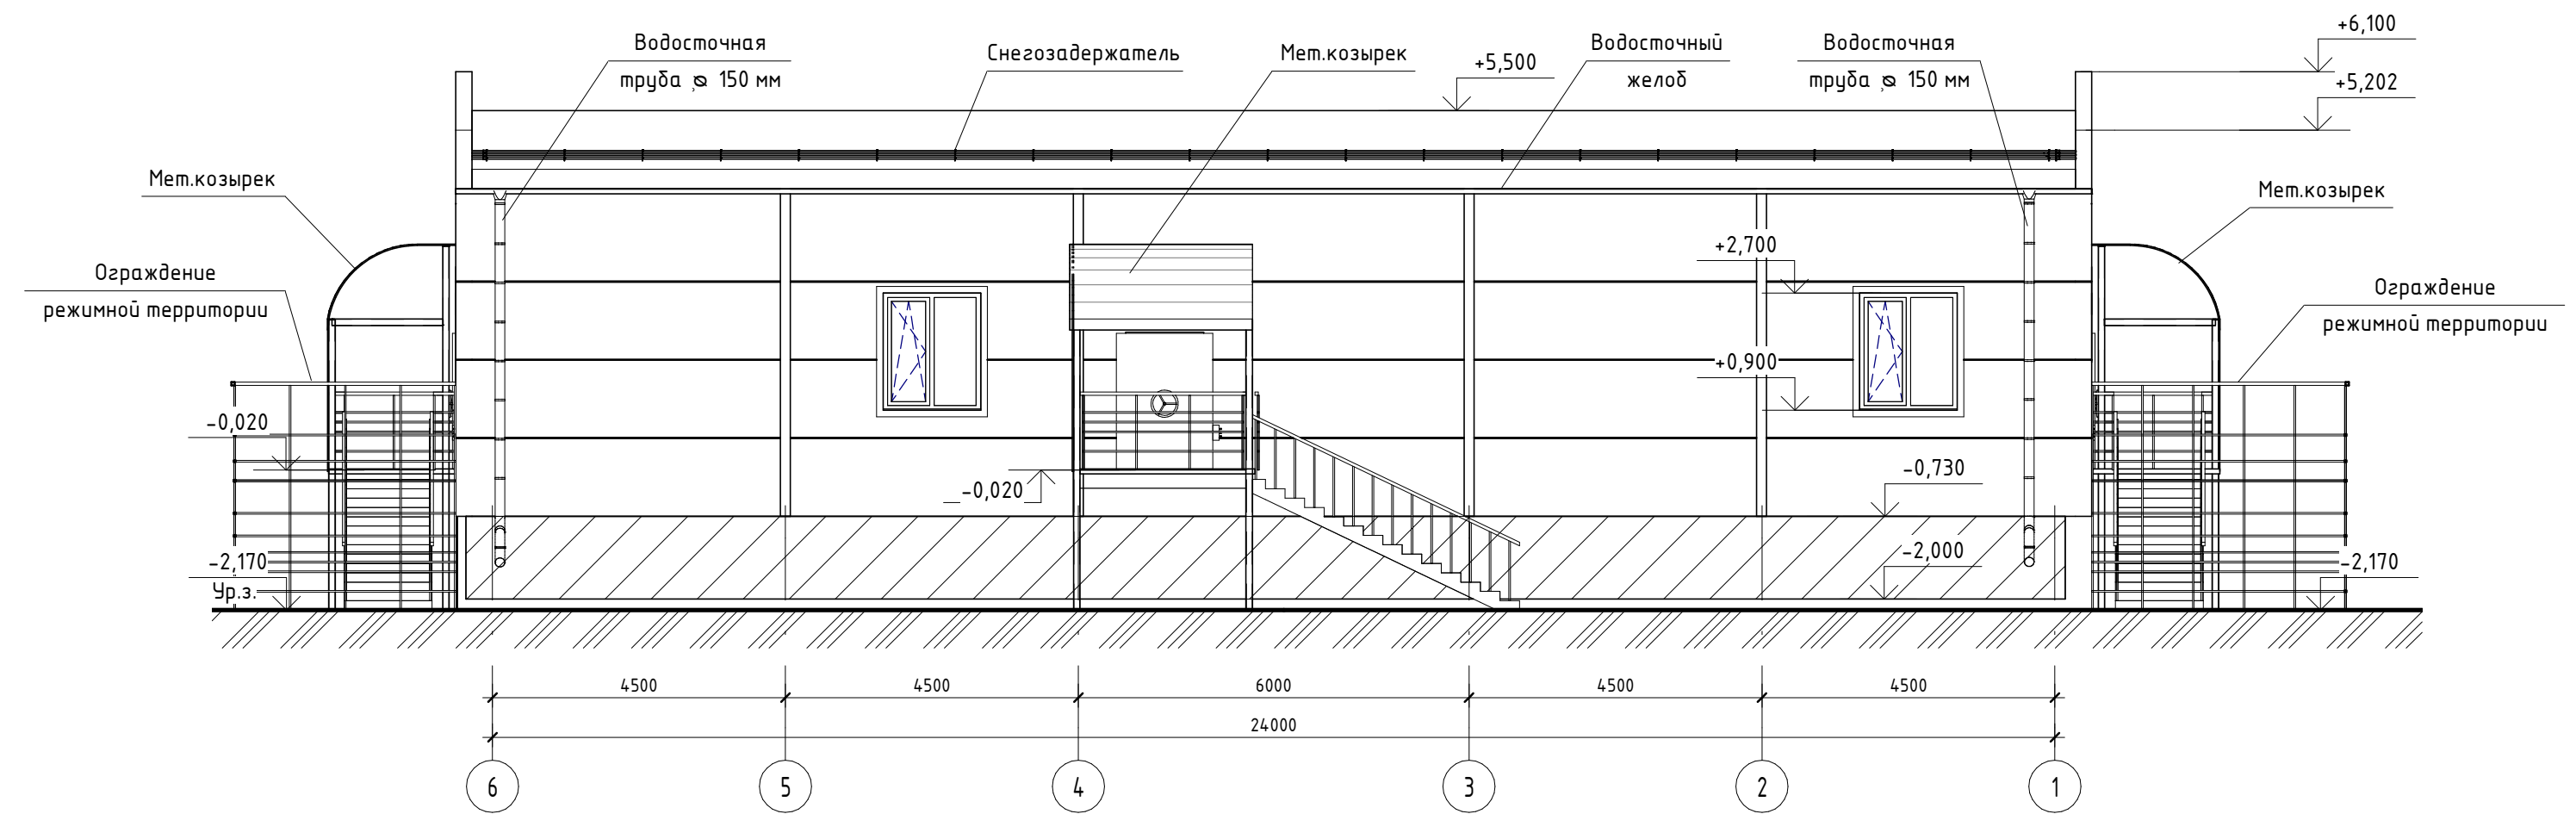 Водосточная
труба ⌀ 150 мм
Снегозадержатель
Мет.козырек
+5,500
Водосточный
желоб
Водосточная
труба ⌀ 150 мм
+6,100
+5,202
Мет.козырек
Мет.козырек
Ограждение
режимной территории
+2,700
Ограждение
режимной территории
+0,900
-0,020
-0,020
-0,730
-2,000
-2,170
Ур.з.
-2,170
4500
4500
6000
4500
4500
24000
6
5
4
3
2
1